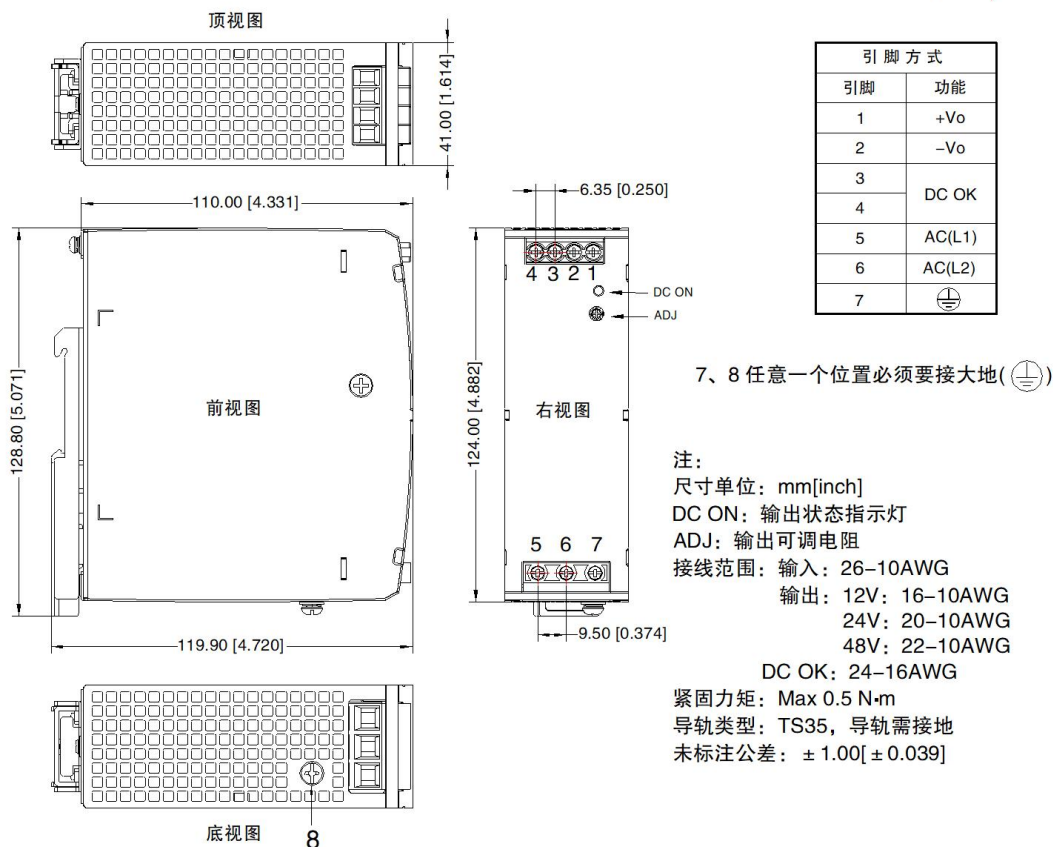 顶视图
41.00 [1.614]
110.00 [4.331]
128.80 [5.071]
前视图
119.90 [4.720]
6.35 [0.250]
4 3 2 1
DC ON
ADJ
124.00 [4.882]
右视图
5 6 7
9.50 [0.374]
底视图
8
引脚方式
引脚 功能
1 +Vo
2 –Vo
3 DC OK
4
5 AC(L1)
6 AC(L2)
7
7、8 任意一个位置必须要接大地( )
注:
尺寸单位:mm[inch]
DC ON:输出状态指示灯
ADJ:输出可调电阻
接线范围:输入:26–10AWG
输出:12V:16–10AWG
24V:20–10AWG
48V:22–10AWG
DC OK:24–16AWG
紧固力矩:Max 0.5 N·m
导轨类型:TS35,导轨需接地
未标注公差:±1.00[±0.039]